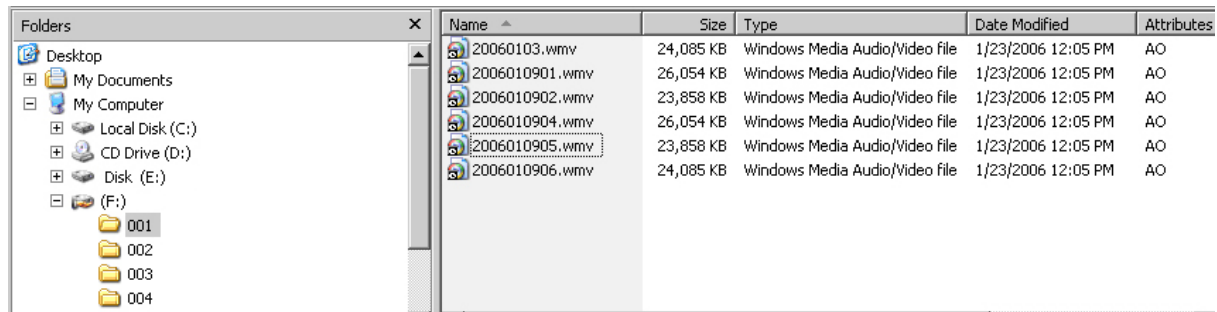 Folders
Desktop
My Documents
My Computer
Local Disk (C:)
CD Drive (D:)
Disk (E:)
(F:)
001
002
003
004
Name Size Type Date Modified Attributes
20060103.wmv 24,085 KB Windows Media Audio/Video file 1/23/2006 12:05 PM AO
2006010901.wmv 26,054 KB Windows Media Audio/Video file 1/23/2006 12:05 PM AO
2006010902.wmv 23,858 KB Windows Media Audio/Video file 1/23/2006 12:05 PM AO
2006010904.wmv 26,054 KB Windows Media Audio/Video file 1/23/2006 12:05 PM AO
2006010905.wmv 23,858 KB Windows Media Audio/Video file 1/23/2006 12:05 PM AO
2006010906.wmv 24,085 KB Windows Media Audio/Video file 1/23/2006 12:05 PM AO